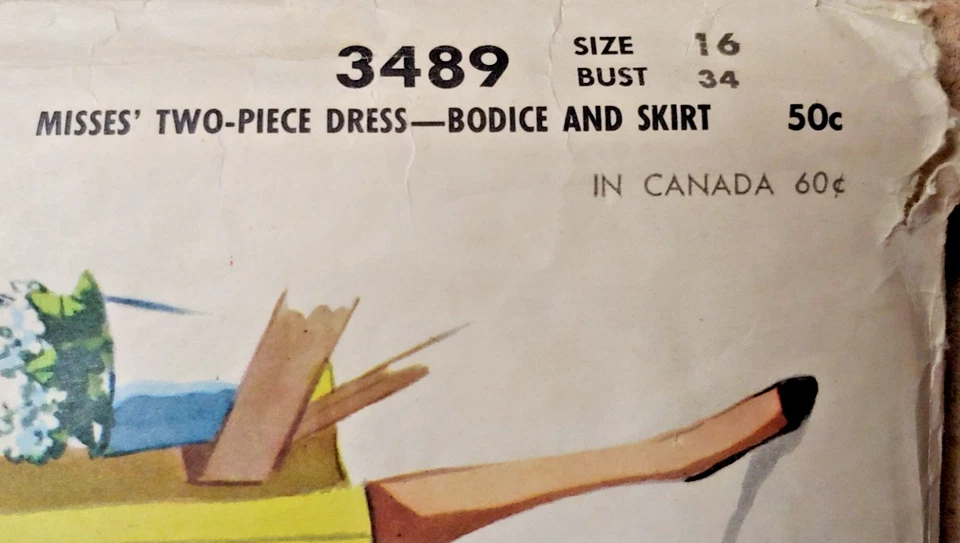 3489 SIZE 16
BUST 34
MISSES' TWO-PIECE DRESS—BODICE AND SKIRT 50c
IN CANADA 60¢